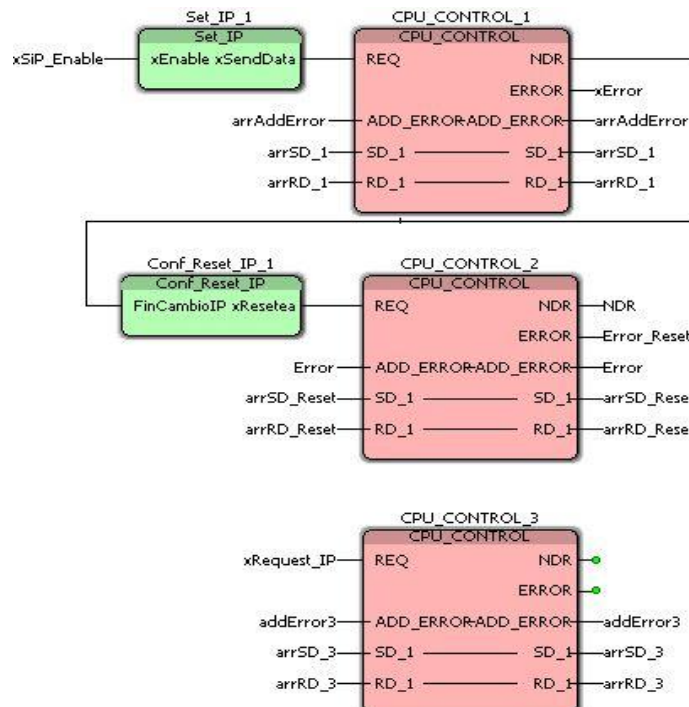 Set_IP_1 CPU_CONTROL_1
Set_IP CPU_CONTROL
xSiP_Enable xEnable xSendData REQ NDR
ERROR xError
arrAddError ADD_ERROR ADD_ERROR arrAddError
arrSD_1 SD_1 SD_1 arrSD_1
arrRD_1 RD_1 RD_1 arrRD_1
Conf_Reset_IP_1 CPU_CONTROL_2
Conf_Reset_IP CPU_CONTROL
FinCambioIP xResetea REQ NDR NDR
ERROR Error_Reset
Error ADD_ERROR ADD_ERROR Error
arrSD_Reset SD_1 SD_1 arrSD_Rese
arrRD_Reset RD_1 RD_1 arrRD_Rese
CPU_CONTROL_3
CPU_CONTROL
xRequest_IP REQ NDR
ERROR
addError3 ADD_ERROR ADD_ERROR addError3
arrSD_3 SD_1 SD_1 arrSD_3
arrRD_3 RD_1 RD_1 arrRD_3